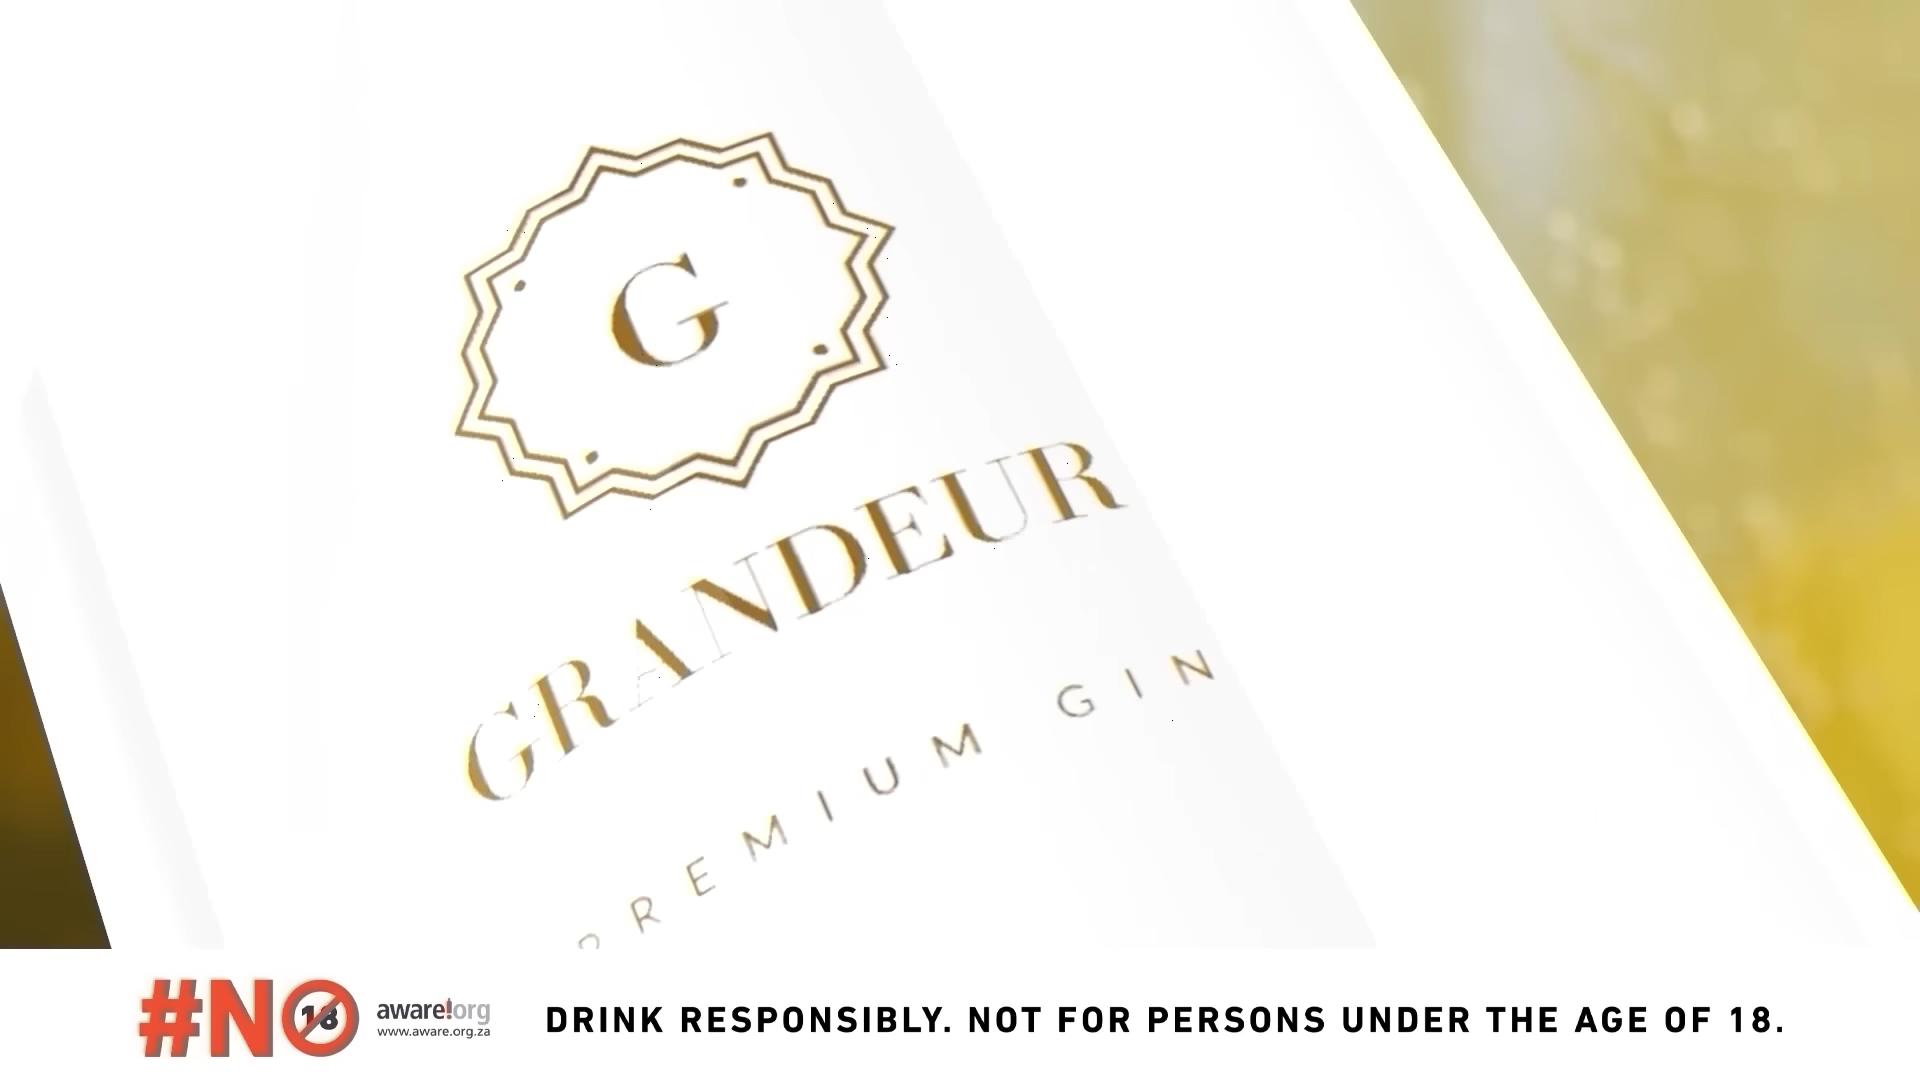 G
GRANDEUR
PREMIUM GIN
#NO
18
aware!org
www.aware.org.za
DRINK RESPONSIBLY. NOT FOR PERSONS UNDER THE AGE OF 18.